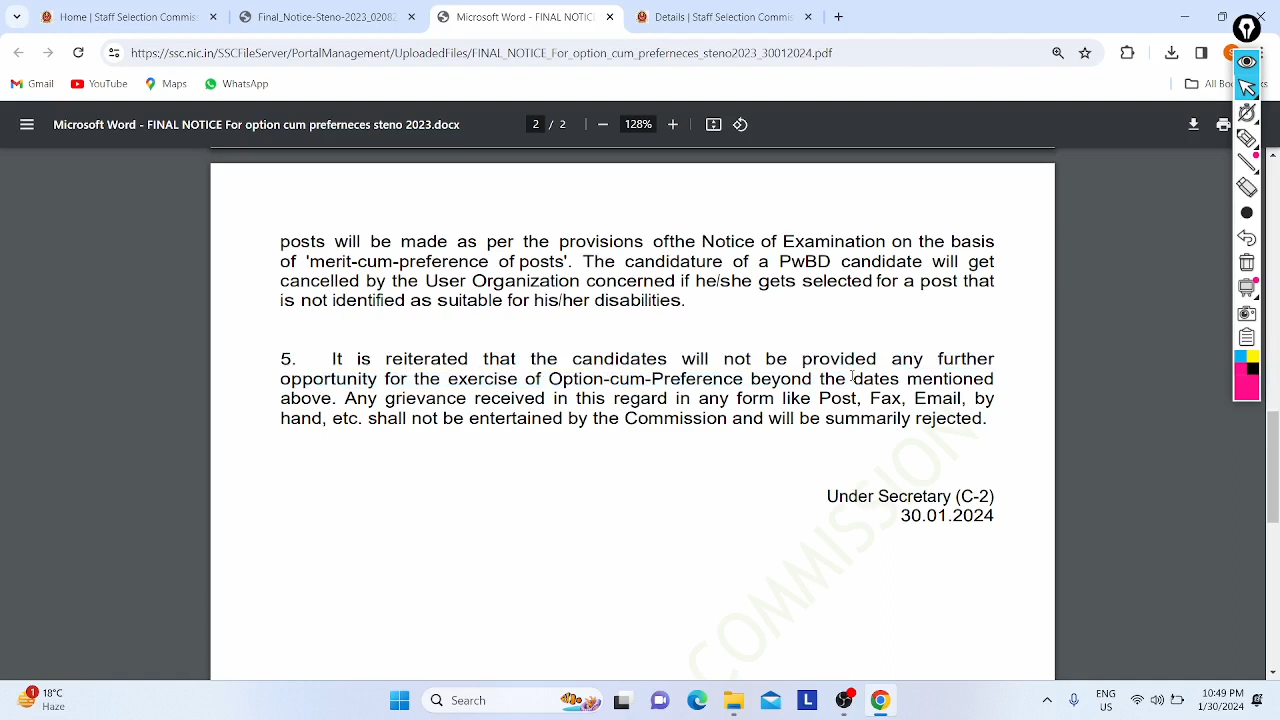 Home | Staff Selection Commis
Final_Notice-Steno-2023_02082
Microsoft Word - FINAL NOTICE
Details | Staff Selection Commis
https://ssc.nic.in/SSCFileServer/PortalManagement/UploadedFiles/FINAL_NOTICE_For_option_cum_preferneces_steno2023_30012024.pdf
Gmail YouTube Maps WhatsApp
Microsoft Word - FINAL NOTICE For option cum preferneces steno 2023.docx 2 / 2 128%
posts will be made as per the provisions ofthe Notice of Examination on the basis
of 'merit-cum-preference of posts'. The candidature of a PwBD candidate will get
cancelled by the User Organization concerned if he/she gets selected for a post that
is not identified as suitable for his/her disabilities.
5. It is reiterated that the candidates will not be provided any further
opportunity for the exercise of Option-cum-Preference beyond the dates mentioned
above. Any grievance received in this regard in any form like Post, Fax, Email, by
hand, etc. shall not be entertained by the Commission and will be summarily rejected.
Under Secretary (C-2)
30.01.2024
COMMISSION
1
18°C
Haze
Search
L
ENG
US
10:49 PM
1/30/2024